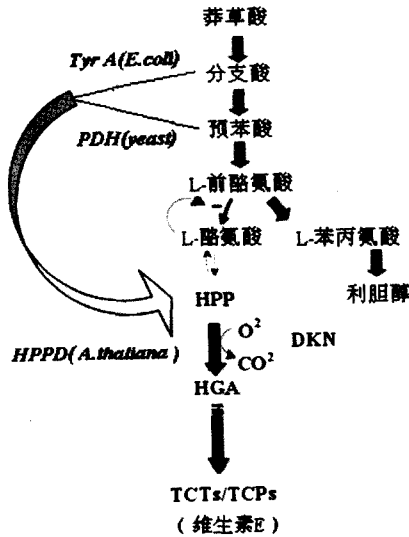 莽草酸
Tyr A(E.coli)
分支酸
PDH(yeast)
预苯酸
L-前酪氨酸
L-酪氨酸
L-苯丙氨酸
HPP
利胆醇
O²
DKN
HPPD(A.thaliana)
CO²
HGA
TCTs/TCPs
(维生素E)